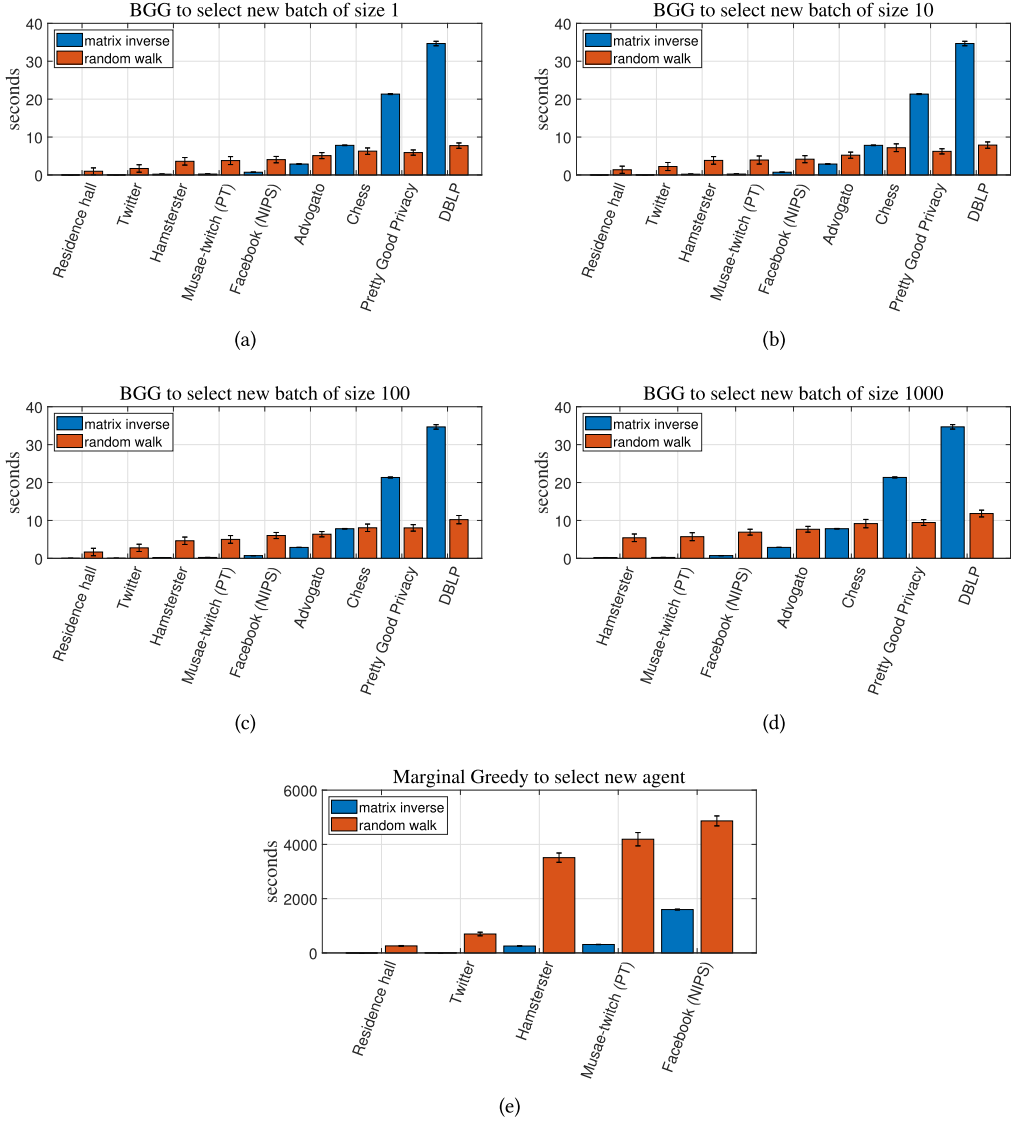 BGG to select new batch of size 1
40
30
20
10
0
seconds
matrix inverse
random walk
Residence hall
Twitter
Hamsterster
Musae-twitch (PT)
Facebook (NIPS)
Advogato
Chess
Pretty Good Privacy
DBLP
(a)
BGG to select new batch of size 10
40
30
20
10
0
seconds
matrix inverse
random walk
Residence hall
Twitter
Hamsterster
Musae-twitch (PT)
Facebook (NIPS)
Advogato
Chess
Pretty Good Privacy
DBLP
(b)
BGG to select new batch of size 100
40
30
20
10
0
seconds
matrix inverse
random walk
Residence hall
Twitter
Hamsterster
Musae-twitch (PT)
Facebook (NIPS)
Advogato
Chess
Pretty Good Privacy
DBLP
(c)
BGG to select new batch of size 1000
40
30
20
10
0
seconds
matrix inverse
random walk
Hamsterster
Musae-twitch (PT)
Facebook (NIPS)
Advogato
Chess
Pretty Good Privacy
DBLP
(d)
Marginal Greedy to select new agent
6000
4000
2000
0
seconds
matrix inverse
random walk
Residence hall
Twitter
Hamsterster
Musae-twitch (PT)
Facebook (NIPS)
(e)